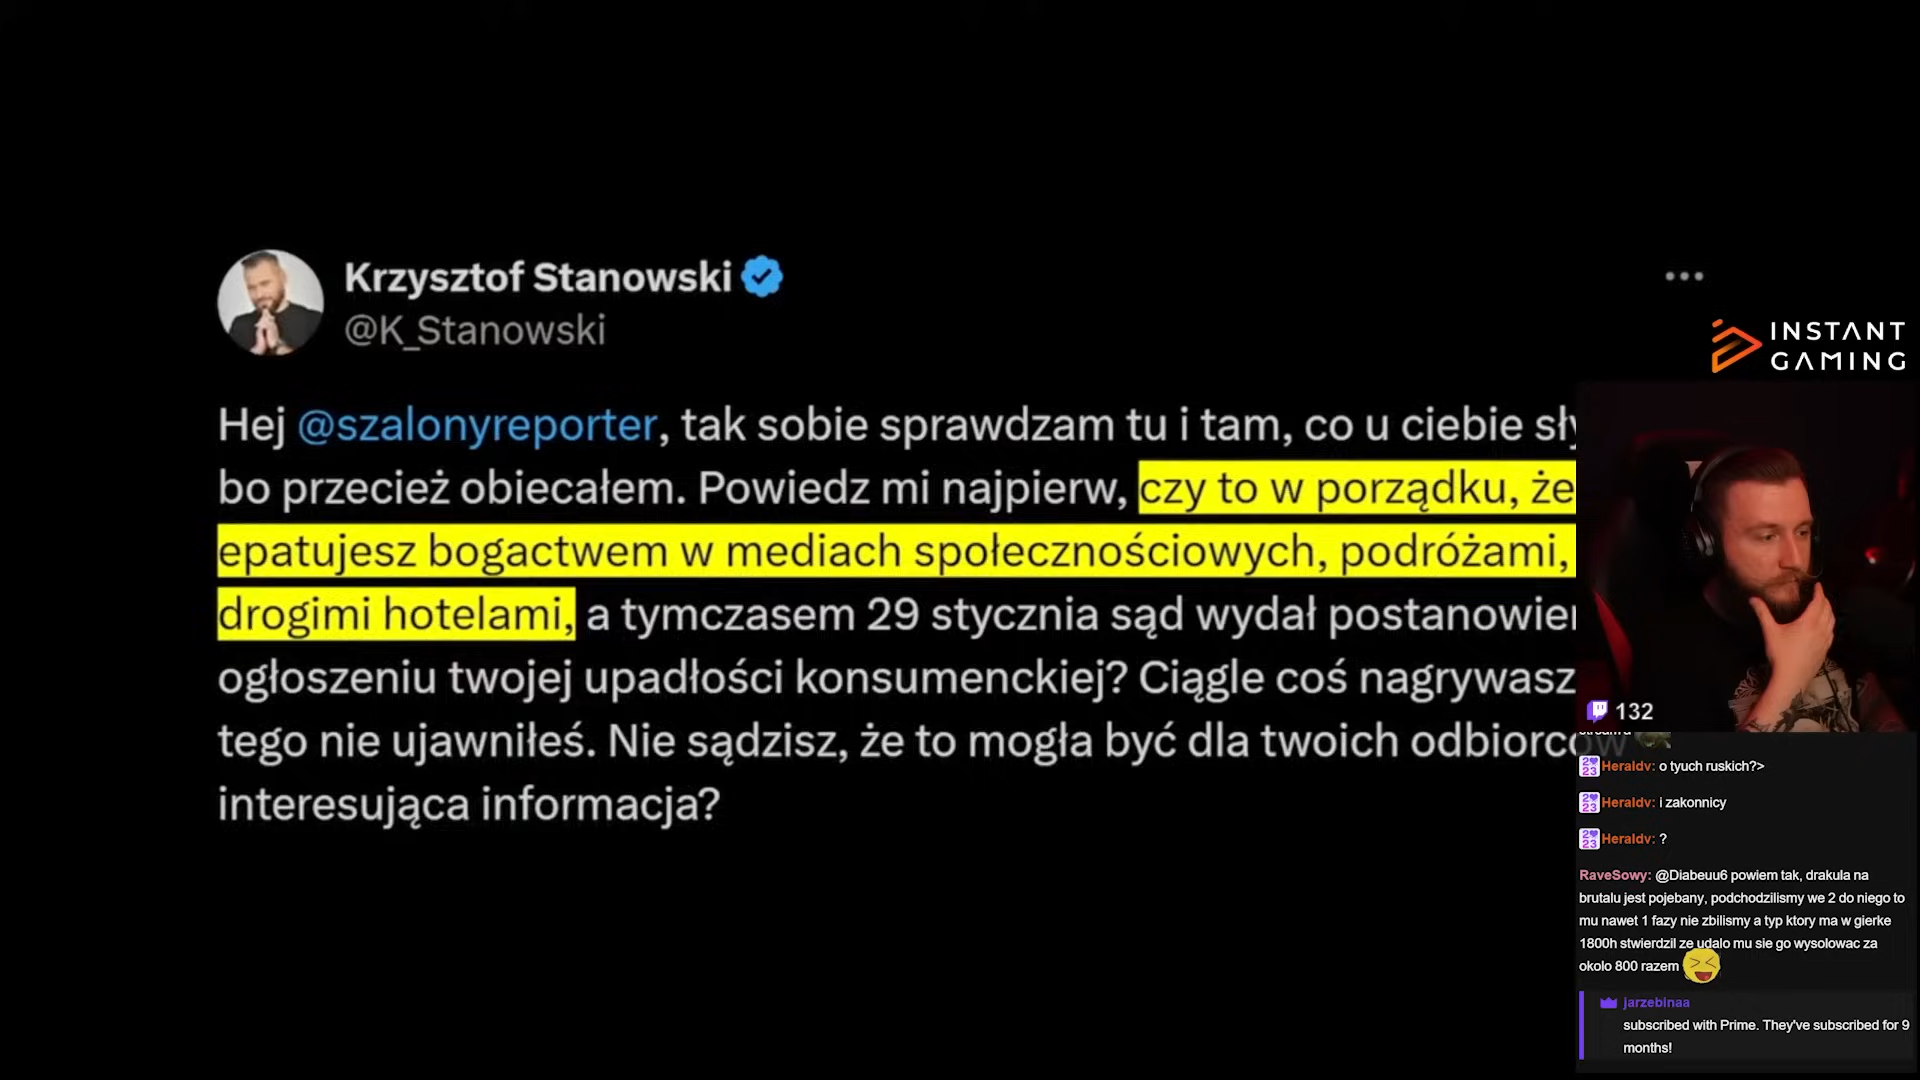 Krzysztof Stanowski
@K_Stanowski
Hej @szalonyreporter, tak sobie sprawdzam tu i tam, co u ciebie
bo przecież obiecałem. Powiedz mi najpierw, czy to w porządku, że
epatujesz bogactwem w mediach społecznościowych, podróżami,
drogimi hotelami, a tymczasem 29 stycznia sąd wydał
ogłoszeniu twojej upadłości konsumenckiej? Ciągle coś nagrywasz
tego nie ujawniłeś. Nie sądzisz, że to mogła być dla twoich odbiorców
interesująca informacja?
INSTANT
GAMING
132
Heraldv: o tyuch ruskich?>
Heraldv: i zakonnicy
Heraldv: ?
RaveSowy: @Diabeuu6 powiem tak, drakula na
brutalu jest pojebany, podchodzilismy we 2 do niego to
mu nawet 1 fazy nie zbilismy a typ ktory ma w gierke
1800h stwierdzil ze udalo mu sie go wysolowac za
okolo 800 razem
jarzebinaa
subscribed with Prime. They've subscribed for 9
months!